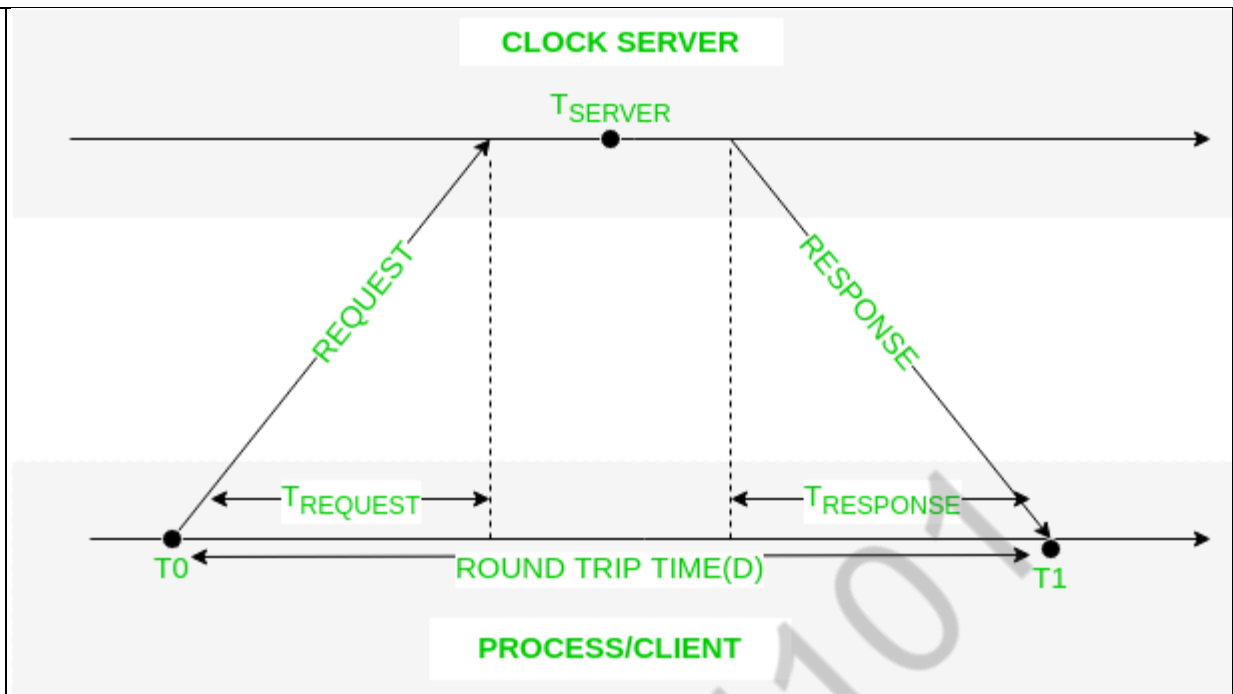 CLOCK SERVER
TSERVER
REQUEST
RESPONSE
TREQUEST
TRESPONSE
T0
ROUND TRIP TIME(D)
T1
PROCESS/CLIENT